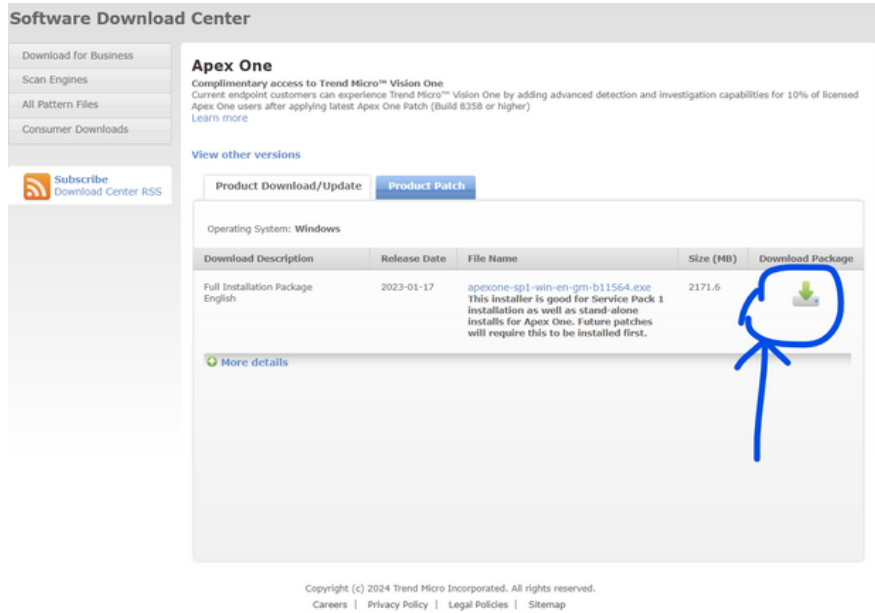 Software Download Center
Download for Business
Scan Engines
All Pattern Files
Consumer Downloads
Subscribe
Download Center RSS
Apex One
Complimentary access to Trend Micro™ Vision One
Current endpoint customers can experience Trend Micro™ Vision One by adding advanced detection and investigation capabilities for 10% of licensed
Apex One users after applying latest Apex One Patch (Build 8358 or higher)
Learn more
View other versions
Product Download/Update
Product Patch
Operating System: Windows
Download Description Release Date File Name Size (MB) Download Package
Full Installation Package
English
2023-01-17
apexone-sp1-win-en-gm-b11564.exe
This installer is good for Service Pack 1
installation as well as stand-alone
installs for Apex One. Future patches
will require this to be installed first.
2171.6
More details
Copyright (c) 2024 Trend Micro Incorporated. All rights reserved.
Careers | Privacy Policy | Legal Policies | Sitemap